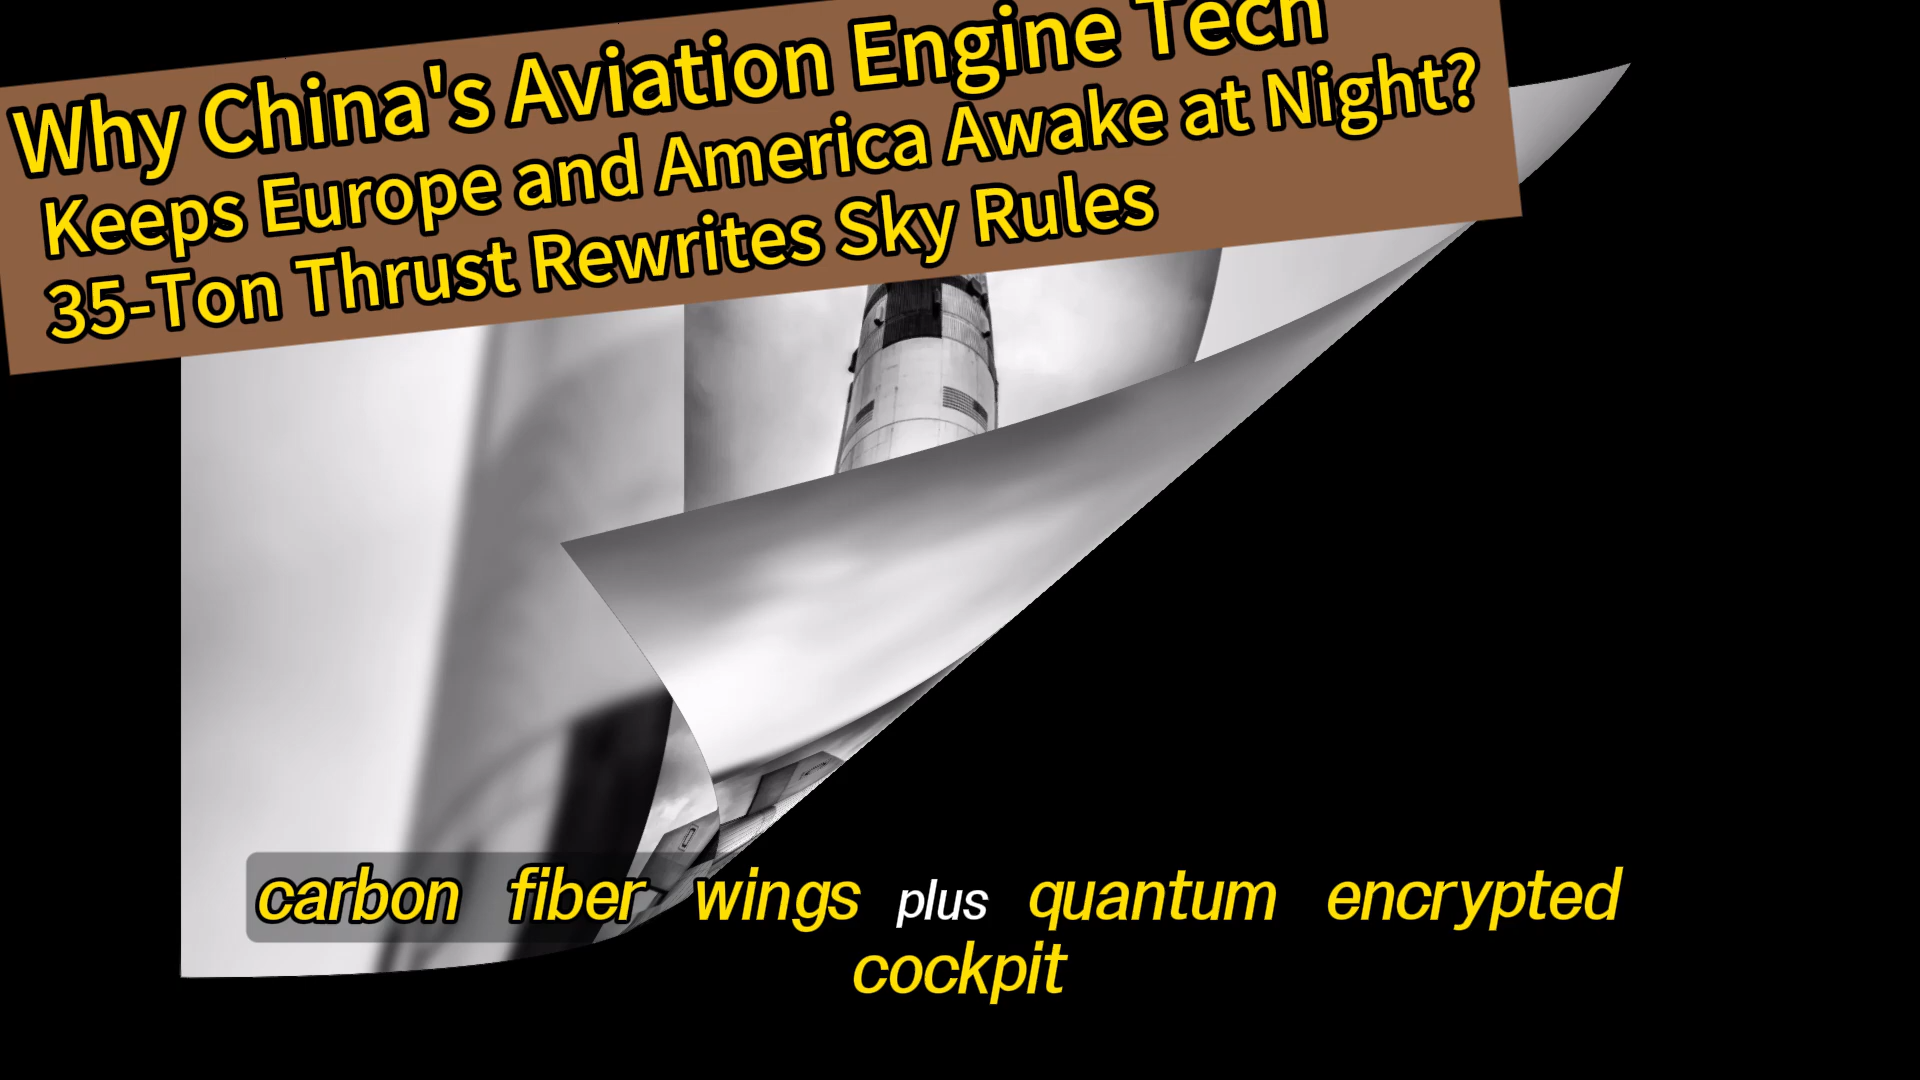 Why China's Aviation Engine Tech
Keeps Europe and America Awake at Night?
35-Ton Thrust Rewrites Sky Rules
carbon fiber wings plus quantum encrypted
cockpit